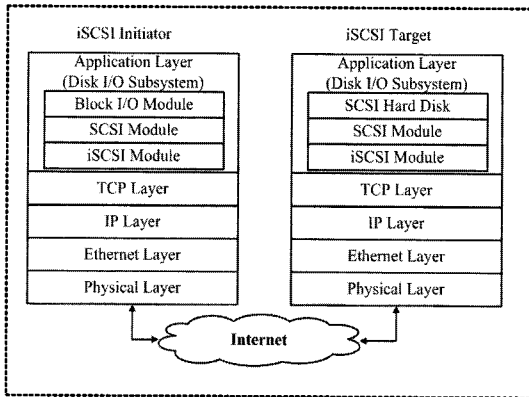 iSCSI Initiator
Application Layer
(Disk I/O Subsystem)
Block I/O Module
SCSI Module
iSCSI Module
TCP Layer
IP Layer
Ethernet Layer
Physical Layer
iSCSI Target
Application Layer
(Disk I/O Subsystem)
SCSI Hard Disk
SCSI Module
iSCSI Module
TCP Layer
IP Layer
Ethernet Layer
Physical Layer
Internet